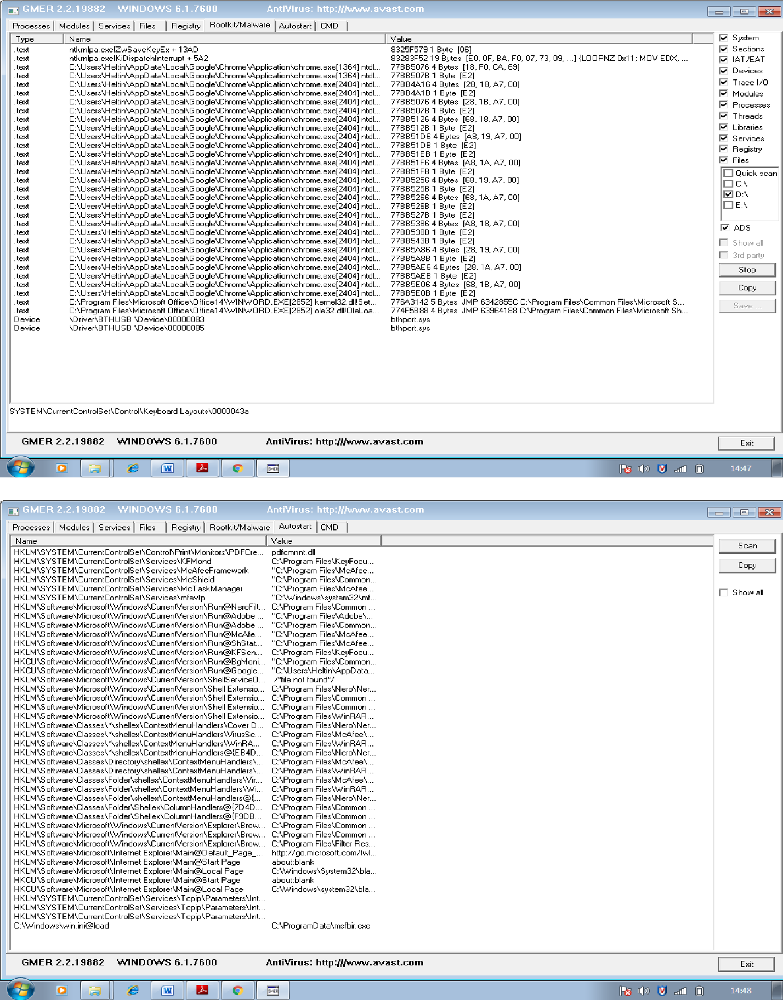 GMER 2.2.19882 WINDOWS 6.1.7600 AntiVirus: http:///www.avast.com
Processes Modules Services Files Registry Rootkit/Malware Autostart CMD
Type Name Value
.text ntkrnlpa.exe!ZwSaveKeyEx + 13AD 8325F579 1 Byte [06]
.text ntkrnlpa.exe!KiDispatchInterrupt + 5A2 83283F52 19 Bytes [E0, 0F, BA, F0, 07, 73, 09, ...] {LOOPNZ 0x11; MOV EDX, ...
.text C:\Users\Heltin\AppData\Local\Google\Chrome\Application\chrome.exe[1364] ntdl... 77BB5076 4 Bytes [18, F0, CA, 69]
.text C:\Users\Heltin\AppData\Local\Google\Chrome\Application\chrome.exe[1364] ntdl... 77BB507B 1 Byte [E2]
.text C:\Users\Heltin\AppData\Local\Google\Chrome\Application\chrome.exe[2404] ntdl... 77BB4A16 4 Bytes [28, 18, A7, 00]
.text C:\Users\Heltin\AppData\Local\Google\Chrome\Application\chrome.exe[2404] ntdl... 77BB4A1B 1 Byte [E2]
.text C:\Users\Heltin\AppData\Local\Google\Chrome\Application\chrome.exe[2404] ntdl... 77BB5076 4 Bytes [28, 1B, A7, 00]
.text C:\Users\Heltin\AppData\Local\Google\Chrome\Application\chrome.exe[2404] ntdl... 77BB507B 1 Byte [E2]
.text C:\Users\Heltin\AppData\Local\Google\Chrome\Application\chrome.exe[2404] ntdl... 77BB5126 4 Bytes [68, 18, A7, 00]
.text C:\Users\Heltin\AppData\Local\Google\Chrome\Application\chrome.exe[2404] ntdl... 77BB512B 1 Byte [E2]
.text C:\Users\Heltin\AppData\Local\Google\Chrome\Application\chrome.exe[2404] ntdl... 77BB51D6 4 Bytes [A8, 19, A7, 00]
.text C:\Users\Heltin\AppData\Local\Google\Chrome\Application\chrome.exe[2404] ntdl... 77BB51DB 1 Byte [E2]
.text C:\Users\Heltin\AppData\Local\Google\Chrome\Application\chrome.exe[2404] ntdl... 77BB51EB 1 Byte [E2]
.text C:\Users\Heltin\AppData\Local\Google\Chrome\Application\chrome.exe[2404] ntdl... 77BB51F6 4 Bytes [A8, 1A, A7, 00]
.text C:\Users\Heltin\AppData\Local\Google\Chrome\Application\chrome.exe[2404] ntdl... 77BB51FB 1 Byte [E2]
.text C:\Users\Heltin\AppData\Local\Google\Chrome\Application\chrome.exe[2404] ntdl... 77BB5256 4 Bytes [68, 19, A7, 00]
.text C:\Users\Heltin\AppData\Local\Google\Chrome\Application\chrome.exe[2404] ntdl... 77BB525B 1 Byte [E2]
.text C:\Users\Heltin\AppData\Local\Google\Chrome\Application\chrome.exe[2404] ntdl... 77BB5266 4 Bytes [68, 1A, A7, 00]
.text C:\Users\Heltin\AppData\Local\Google\Chrome\Application\chrome.exe[2404] ntdl... 77BB526B 1 Byte [E2]
.text C:\Users\Heltin\AppData\Local\Google\Chrome\Application\chrome.exe[2404] ntdl... 77BB527B 1 Byte [E2]
.text C:\Users\Heltin\AppData\Local\Google\Chrome\Application\chrome.exe[2404] ntdl... 77BB5386 4 Bytes [A8, 18, A7, 00]
.text C:\Users\Heltin\AppData\Local\Google\Chrome\Application\chrome.exe[2404] ntdl... 77BB538B 1 Byte [E2]
.text C:\Users\Heltin\AppData\Local\Google\Chrome\Application\chrome.exe[2404] ntdl... 77BB543B 1 Byte [E2]
.text C:\Users\Heltin\AppData\Local\Google\Chrome\Application\chrome.exe[2404] ntdl... 77BB5A86 4 Bytes [28, 19, A7, 00]
.text C:\Users\Heltin\AppData\Local\Google\Chrome\Application\chrome.exe[2404] ntdl... 77BB5A8B 1 Byte [E2]
.text C:\Users\Heltin\AppData\Local\Google\Chrome\Application\chrome.exe[2404] ntdl... 77BB5AE6 4 Bytes [28, 1A, A7, 00]
.text C:\Users\Heltin\AppData\Local\Google\Chrome\Application\chrome.exe[2404] ntdl... 77BB5AEB 1 Byte [E2]
.text C:\Users\Heltin\AppData\Local\Google\Chrome\Application\chrome.exe[2404] ntdl... 77BB5E06 4 Bytes [68, 1B, A7, 00]
.text C:\Users\Heltin\AppData\Local\Google\Chrome\Application\chrome.exe[2404] ntdl... 77BB5E0B 1 Byte [E2]
.text C:\Program Files\Microsoft Office\Office14\WINWORD.EXE[2852] kernel32.dll!Set... 776A3142 5 Bytes JMP 6342855C C:\Program Files\Common Files\Microsoft S...
.text C:\Program Files\Microsoft Office\Office14\WINWORD.EXE[2852] ole32.dll!OleLoa... 774F5B88 4 Bytes JMP 63964188 C:\Program Files\Common Files\Microsoft Sh...
Device \Driver\BTHUSB \Device\00000083 bthport.sys
Device \Driver\BTHUSB \Device\00000085 bthport.sys
System
Sections
IAT/EAT
Devices
Trace I/O
Modules
Processes
Threads
Libraries
Services
Registry
Files
Quick scan
C:\
D:\
E:\
ADS
Show all
3rd party
Stop
Copy
Save ...
SYSTEM\CurrentControlSet\Control\Keyboard Layouts\0000043a
GMER 2.2.19882 WINDOWS 6.1.7600 AntiVirus: http:///www.avast.com
Exit
GMER
14:47
GMER 2.2.19882 WINDOWS 6.1.7600 AntiVirus: http:///www.avast.com
Processes Modules Services Files Registry Rootkit/Malware Autostart CMD
Name Value
HKLM\SYSTEM\CurrentControlSet\Control\Print\Monitors\PDFCre... pdfcmnnt.dll
HKLM\SYSTEM\CurrentControlSet\Services\KFMond C:\Program Files\KeyFocu...
HKLM\SYSTEM\CurrentControlSet\Services\McAfeeFramework "C:\Program Files\McAfee...
HKLM\SYSTEM\CurrentControlSet\Services\McShield "C:\Program Files\Common...
HKLM\SYSTEM\CurrentControlSet\Services\McTaskManager "C:\Program Files\McAfee...
HKLM\SYSTEM\CurrentControlSet\Services\mfevtp "C:\Windows\system32\mf...
HKLM\Software\Microsoft\Windows\CurrentVersion\Run@NeroFilt... C:\Program Files\Common ...
HKLM\Software\Microsoft\Windows\CurrentVersion\Run@Adobe ... "C:\Program Files\Adobe\...
HKLM\Software\Microsoft\Windows\CurrentVersion\Run@Adobe ... "C:\Program Files\Common...
HKLM\Software\Microsoft\Windows\CurrentVersion\Run@McAfe... "C:\Program Files\McAfee...
HKLM\Software\Microsoft\Windows\CurrentVersion\Run@ShStat... "C:\Program Files\McAfee...
HKLM\Software\Microsoft\Windows\CurrentVersion\Run@KFSen... C:\Program Files\KeyFocu...
HKCU\Software\Microsoft\Windows\CurrentVersion\Run@BgMoni... "C:\Program Files\Common...
HKCU\Software\Microsoft\Windows\CurrentVersion\Run@Google... "C:\Users\Heltin\AppData...
HKLM\Software\Microsoft\Windows\CurrentVersion\ShellServiceO... /*file not found*/
HKLM\Software\Microsoft\Windows\CurrentVersion\Shell Extensio... C:\Program Files\Nero\Ner...
HKLM\Software\Microsoft\Windows\CurrentVersion\Shell Extensio... C:\Program Files\Common ...
HKLM\Software\Microsoft\Windows\CurrentVersion\Shell Extensio... C:\Program Files\Common ...
HKLM\Software\Microsoft\Windows\CurrentVersion\Shell Extensio... C:\Program Files\WinRAR...
HKLM\Software\Classes\*\shellex\ContextMenuHandlers\Cover D... C:\Program Files\Nero\Ner...
HKLM\Software\Classes\*\shellex\ContextMenuHandlers\VirusSc... C:\Program Files\McAfee\...
HKLM\Software\Classes\*\shellex\ContextMenuHandlers\WinRA... C:\Program Files\WinRAR...
HKLM\Software\Classes\*\shellex\ContextMenuHandlers@{EB4D... C:\Program Files\Nero\Ner...
HKLM\Software\Classes\Directory\shellex\ContextMenuHandlers\... C:\Program Files\McAfee\...
HKLM\Software\Classes\Directory\shellex\ContextMenuHandlers\... C:\Program Files\WinRAR...
HKLM\Software\Classes\Folder\shellex\ContextMenuHandlers\Vir... C:\Program Files\McAfee\...
HKLM\Software\Classes\Folder\shellex\ContextMenuHandlers\Wi... C:\Program Files\WinRAR...
HKLM\Software\Classes\Folder\shellex\ContextMenuHandlers@{... C:\Program Files\Nero\Ner...
HKLM\Software\Classes\Folder\Shellex\ColumnHandlers@{7D4D... C:\Program Files\Common ...
HKLM\Software\Classes\Folder\Shellex\ColumnHandlers@{F9DB... C:\Program Files\Common ...
HKLM\Software\Microsoft\Windows\CurrentVersion\Explorer\Brow... C:\Program Files\Common ...
HKLM\Software\Microsoft\Windows\CurrentVersion\Explorer\Brow... C:\Program Files\Common ...
HKLM\Software\Microsoft\Windows\CurrentVersion\Explorer\Brow... C:\Program Files\Filter Res...
HKLM\Software\Microsoft\Internet Explorer\Main@Default_Page_... http://go.microsoft.com/fwl...
HKLM\Software\Microsoft\Internet Explorer\Main@Start Page about:blank
HKLM\Software\Microsoft\Internet Explorer\Main@Local Page C:\Windows\System32\bla...
HKCU\Software\Microsoft\Internet Explorer\Main@Start Page about:blank
HKCU\Software\Microsoft\Internet Explorer\Main@Local Page C:\Windows\system32\bla...
HKLM\SYSTEM\CurrentControlSet\Services\Tcpip\Parameters\Int...
HKLM\SYSTEM\CurrentControlSet\Services\Tcpip\Parameters\Int...
HKLM\SYSTEM\CurrentControlSet\Services\Tcpip\Parameters\Int...
C:\Windows\win.ini@load C:\ProgramData\msfbir.exe
Scan
Copy
Show all
GMER 2.2.19882 WINDOWS 6.1.7600 AntiVirus: http:///www.avast.com
Exit
GMER
14:48